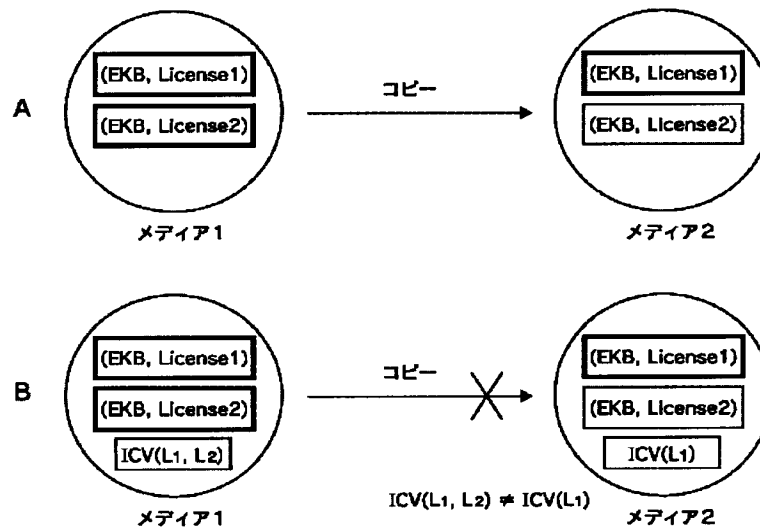 A
(EKB, License1)
(EKB, License2)
メディア1
コピー
(EKB, License1)
(EKB, License2)
メディア2
B
(EKB, License1)
(EKB, License2)
ICV(L1, L2)
メディア1
コピー
ICV(L1, L2) ≠ ICV(L1)
(EKB, License1)
(EKB, License2)
ICV(L1)
メディア2